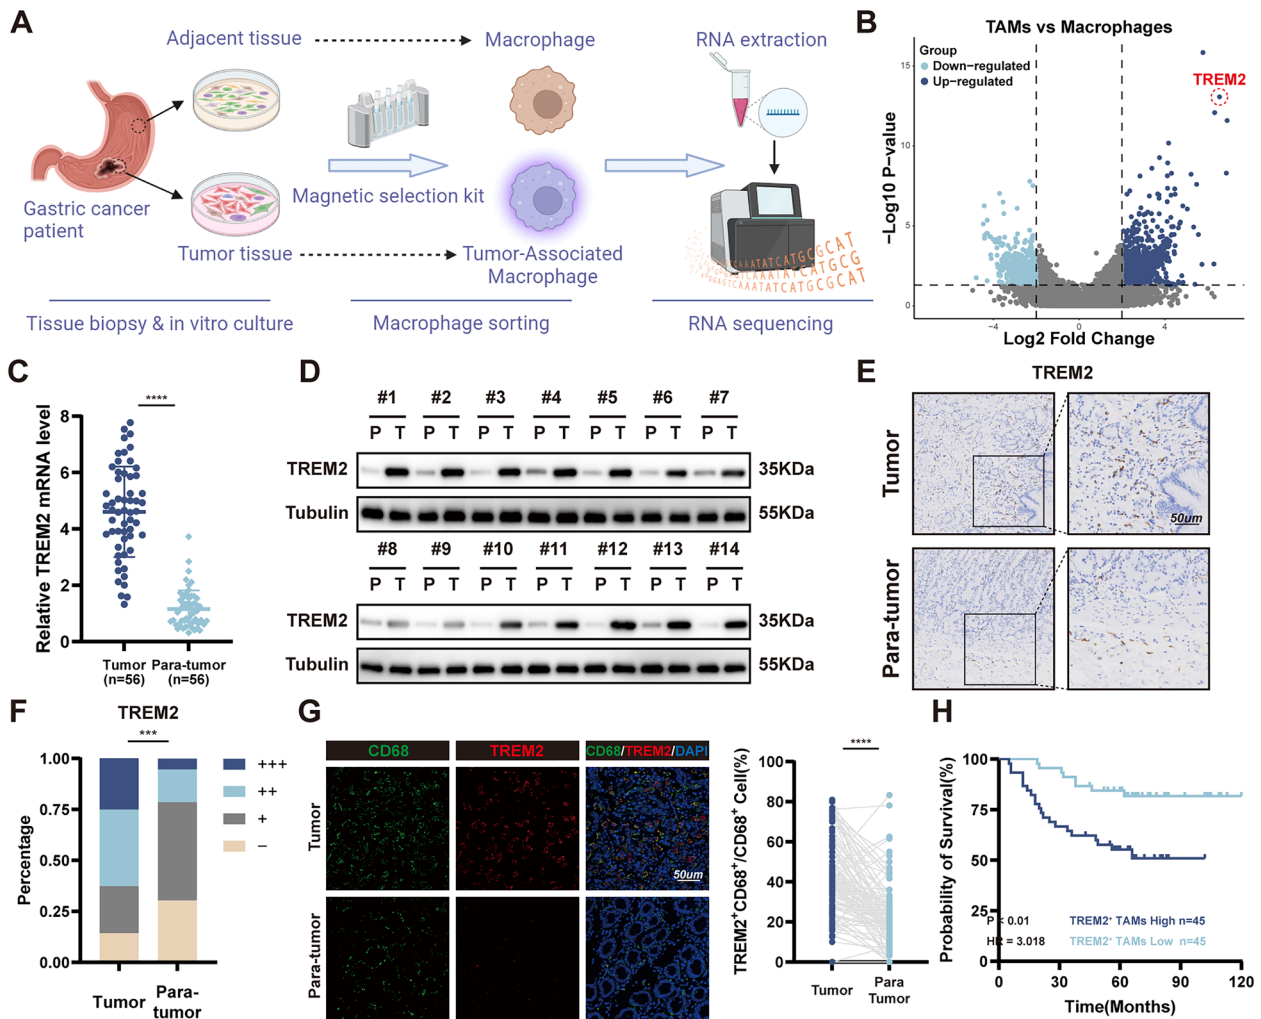 A
Adjacent tissue
Macrophage
RNA extraction
Gastric cancer
patient
Magnetic selection kit
Tumor tissue
Tumor-Associated
Macrophage
Tissue biopsy & in vitro culture
Macrophage sorting
RNA sequencing
B
TAMs vs Macrophages
Group
Down−regulated
Up−regulated
TREM2
−Log10 P−value
15
10
5
0
−4
0
4
Log2 Fold Change
C
Relative TREM2 mRNA level
8
6
4
2
0
****
Tumor
(n=56)
Para-tumor
(n=56)
D
#1 #2 #3 #4 #5 #6 #7
P T P T P T P T P T P T P T
TREM2 35KDa
Tubulin 55KDa
#8 #9 #10 #11 #12 #13 #14
P T P T P T P T P T P T P T
TREM2 35KDa
Tubulin 55KDa
E
TREM2
Tumor
50um
Para-tumor
F
TREM2
***
Percentage
1.00
0.75
0.50
0.25
0.00
+++
++
+
−
Tumor
Para-
tumor
G
CD68
TREM2
CD68/TREM2/DAPI
Tumor
50um
Para-tumor
TREM2+CD68+/CD68+ Cell(%)
****
100
80
60
40
20
0
Tumor
Para
Tumor
H
Probability of Survival(%)
100
75
50
25
0
P < 0.01
HR = 3.018
TREM2+ TAMs High n=45
TREM2+ TAMs Low n=45
0 30 60 90 120
Time(Months)